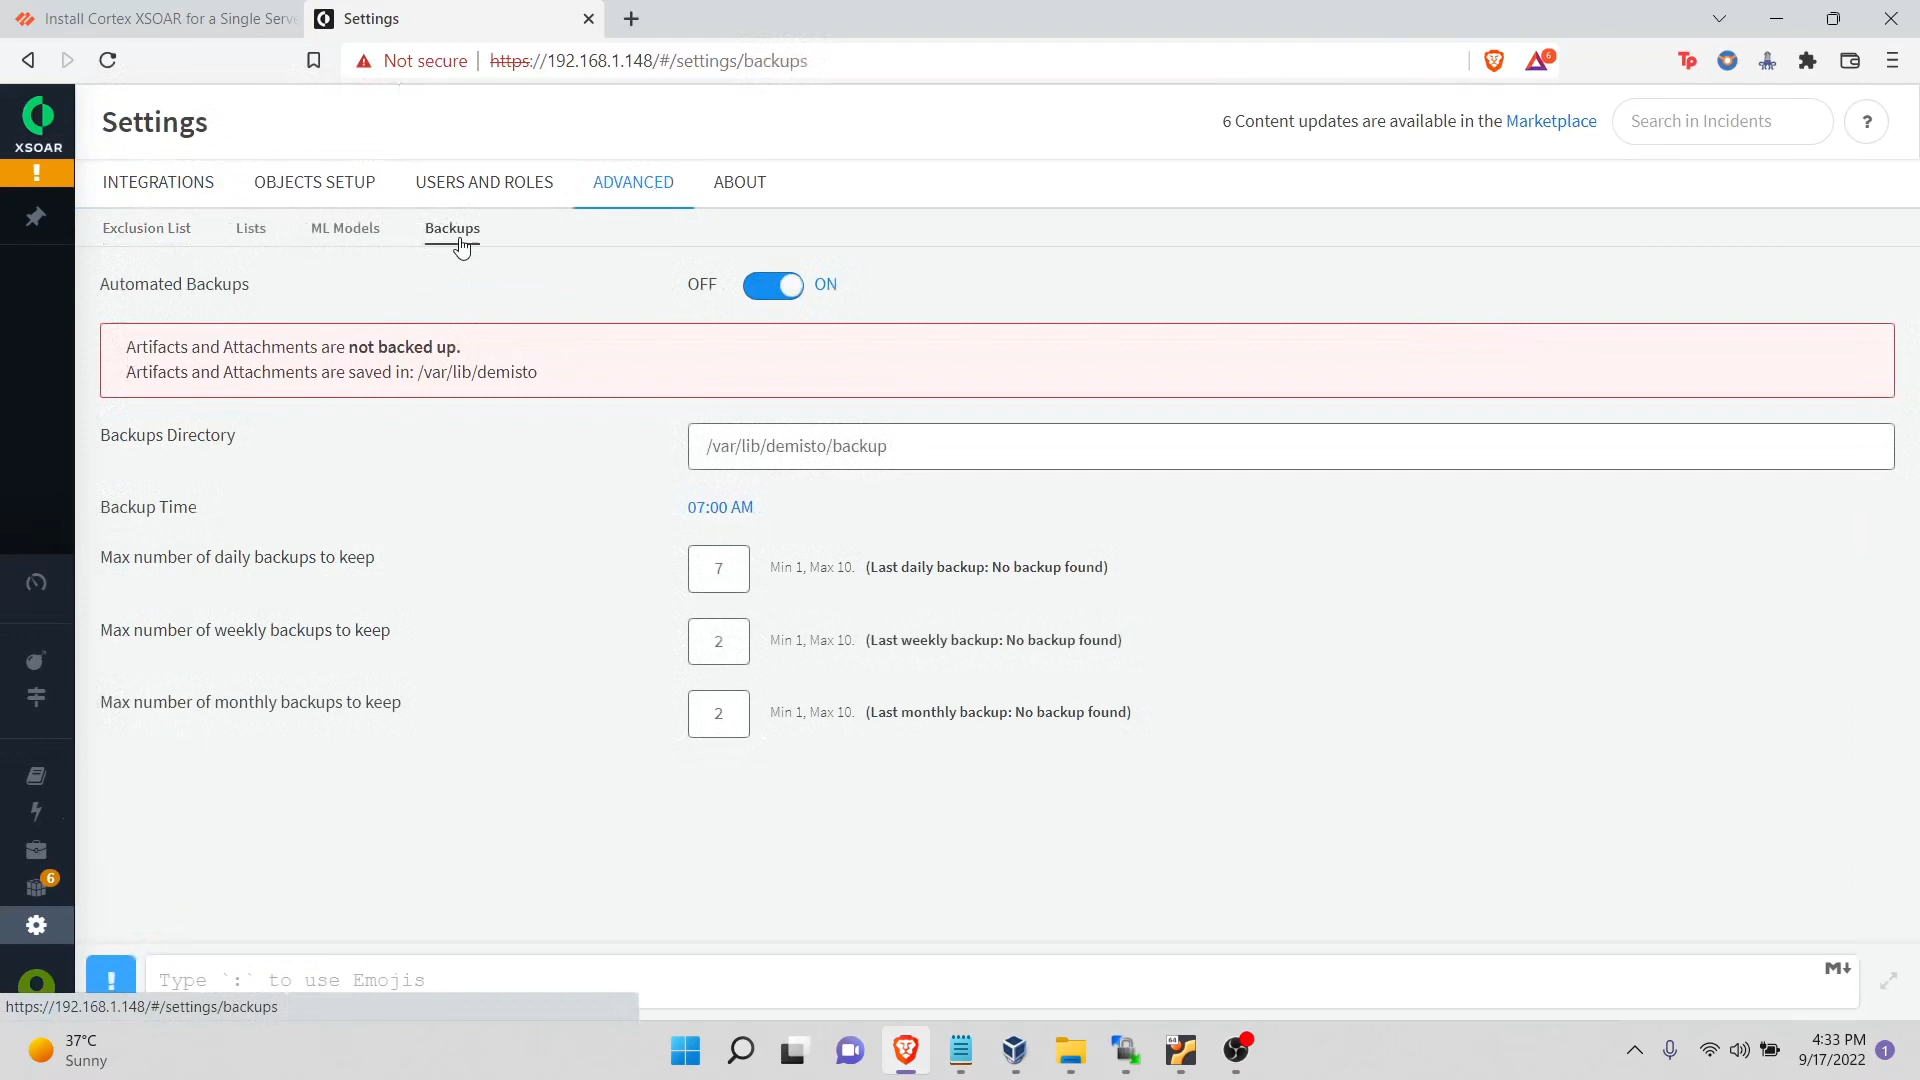 Install Cortex XSOAR for a Single Serve
Settings
Not secure
https://192.168.1.148/#/settings/backups
6
Tp
XSOAR
!
Settings
6 Content updates are available in the Marketplace
Search in Incidents
?
INTEGRATIONS
OBJECTS SETUP
USERS AND ROLES
ADVANCED
ABOUT
Exclusion List
Lists
ML Models
Backups
Automated Backups
OFF
ON
Artifacts and Attachments are not backed up.
Artifacts and Attachments are saved in: /var/lib/demisto
Backups Directory
/var/lib/demisto/backup
Backup Time
07:00 AM
Max number of daily backups to keep
7
Min 1, Max 10. (Last daily backup: No backup found)
Max number of weekly backups to keep
2
Min 1, Max 10. (Last weekly backup: No backup found)
Max number of monthly backups to keep
2
Min 1, Max 10. (Last monthly backup: No backup found)
6
!
Type `:` to use Emojis
M
https://192.168.1.148/#/settings/backups
37°C
Sunny
64
4:33 PM
9/17/2022
1